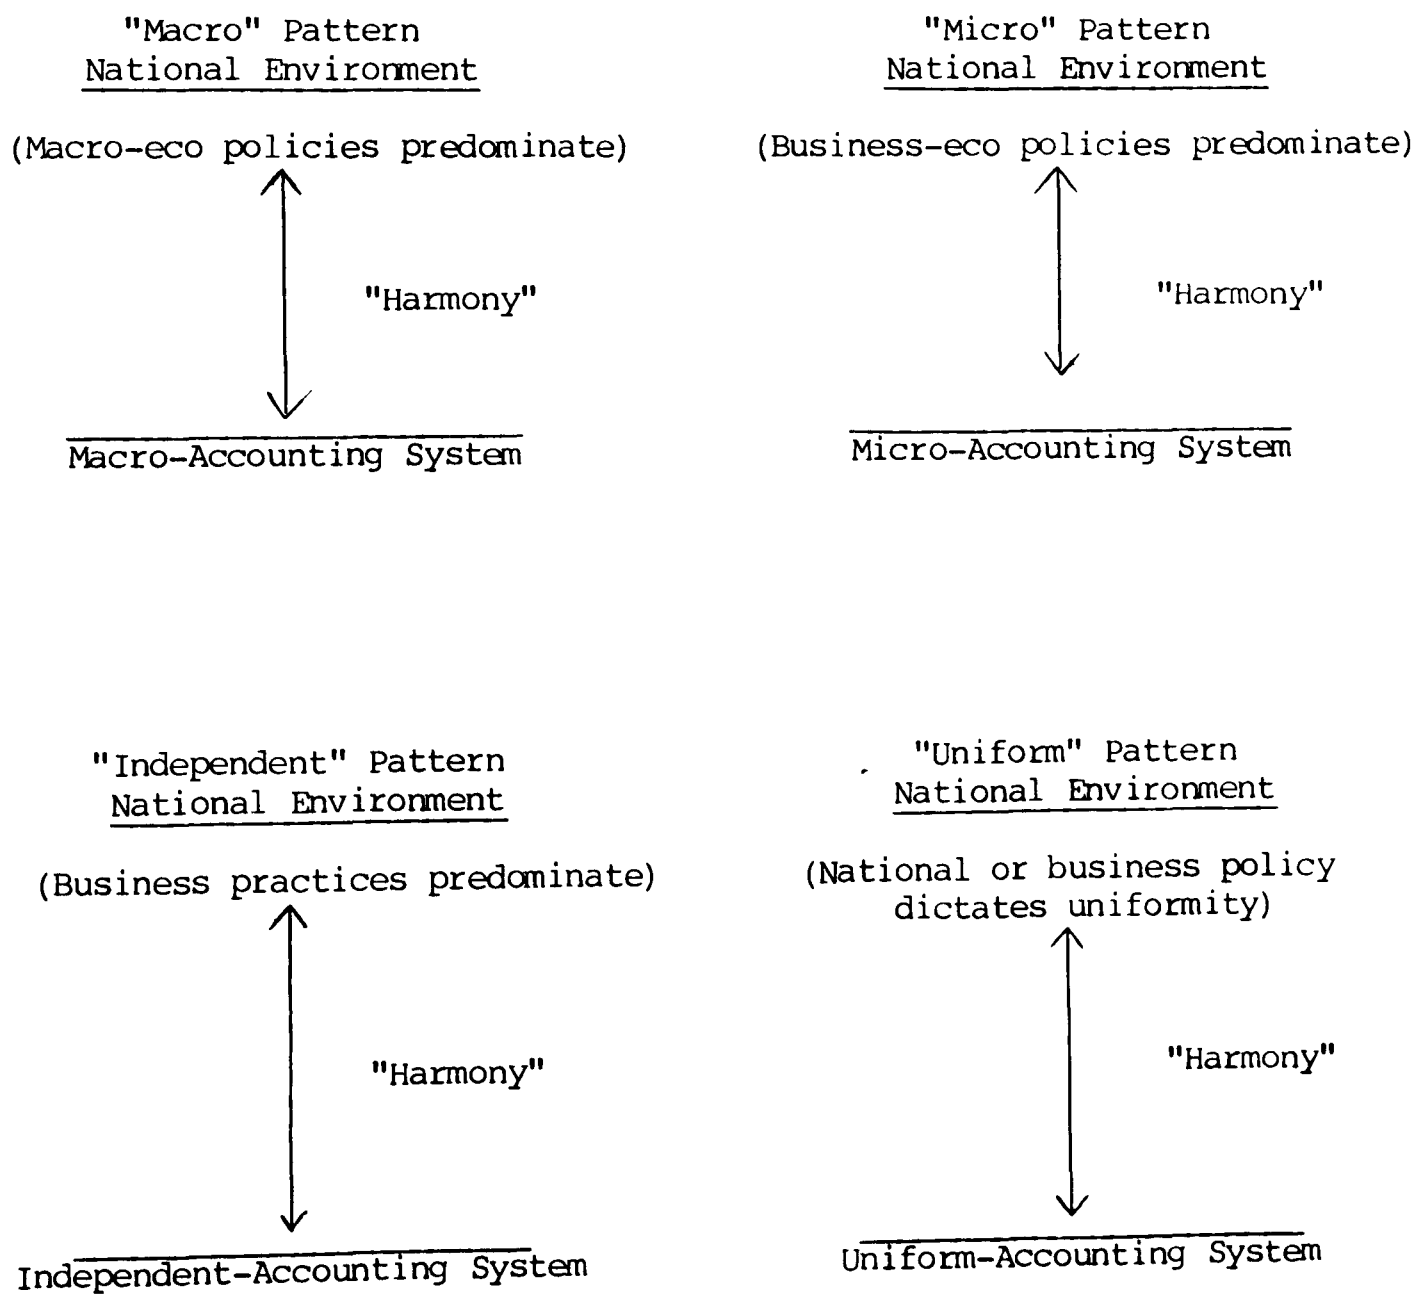 "Macro" Pattern
National Environment
(Macro-eco policies predominate)
"Harmony"
Macro-Accounting System
"Micro" Pattern
National Environment
(Business-eco policies predominate)
"Harmony"
Micro-Accounting System
"Independent" Pattern
National Environment
(Business practices predominate)
"Harmony"
Independent-Accounting System
"Uniform" Pattern
National Environment
(National or business policy
dictates uniformity)
"Harmony"
Uniform-Accounting System